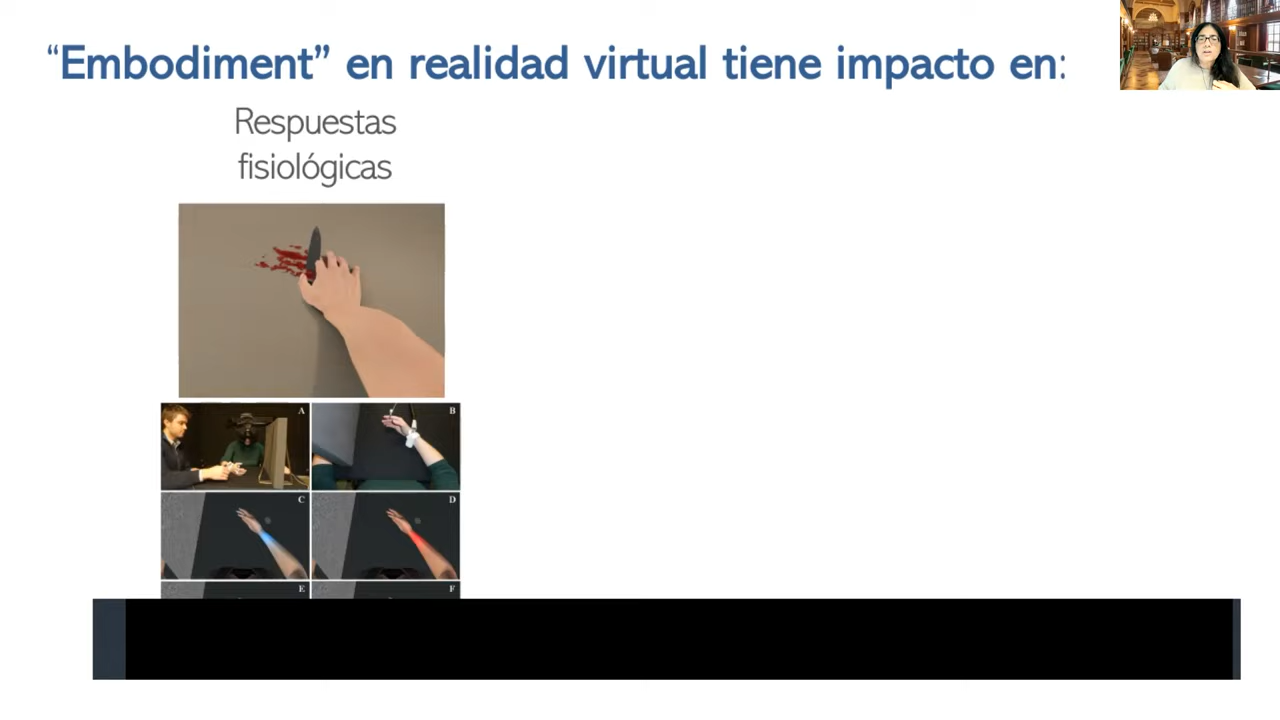 “Embodiment” en realidad virtual tiene impacto en:
Respuestas
fisiológicas
A
B
C
D
E
F